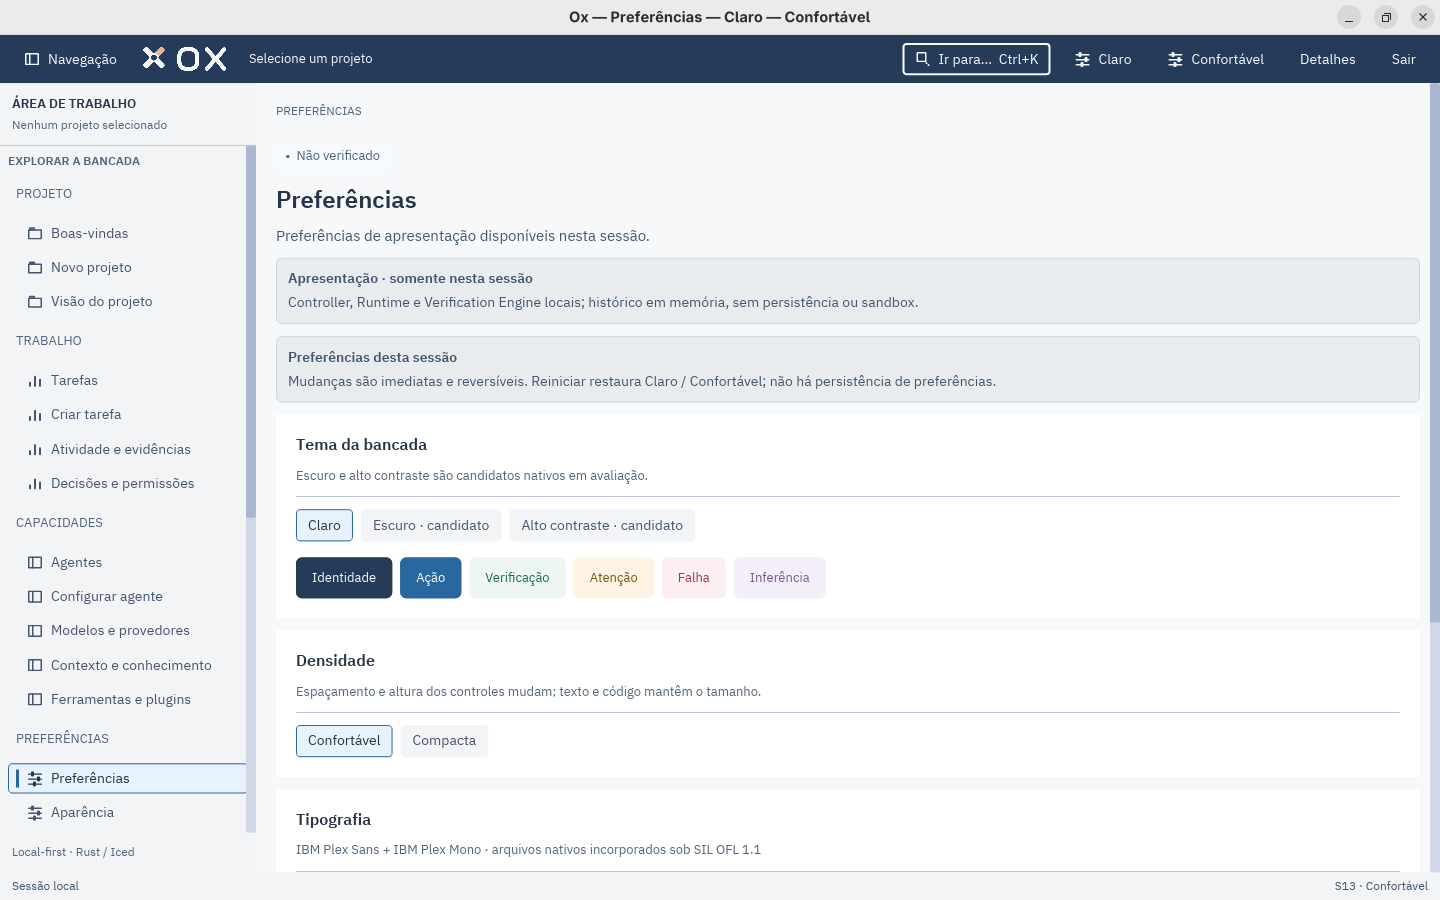 Ox — Preferências — Claro — Confortável
Navegação
OX
Selecione um projeto
Ir para... Ctrl+K
Claro
Confortável
Detalhes
Sair
ÁREA DE TRABALHO
Nenhum projeto selecionado
EXPLORAR A BANCADA
PROJETO
Boas-vindas
Novo projeto
Visão do projeto
TRABALHO
Tarefas
Criar tarefa
Atividade e evidências
Decisões e permissões
CAPACIDADES
Agentes
Configurar agente
Modelos e provedores
Contexto e conhecimento
Ferramentas e plugins
PREFERÊNCIAS
Preferências
Aparência
Local-first · Rust / Iced
PREFERÊNCIAS
• Não verificado
Preferências
Preferências de apresentação disponíveis nesta sessão.
Apresentação · somente nesta sessão
Controller, Runtime e Verification Engine locais; histórico em memória, sem persistência ou sandbox.
Preferências desta sessão
Mudanças são imediatas e reversíveis. Reiniciar restaura Claro / Confortável; não há persistência de preferências.
Tema da bancada
Escuro e alto contraste são candidatos nativos em avaliação.
Claro
Escuro · candidato
Alto contraste · candidato
Identidade
Ação
Verificação
Atenção
Falha
Inferência
Densidade
Espaçamento e altura dos controles mudam; texto e código mantêm o tamanho.
Confortável
Compacta
Tipografia
IBM Plex Sans + IBM Plex Mono · arquivos nativos incorporados sob SIL OFL 1.1
Sessão local
S13 · Confortável